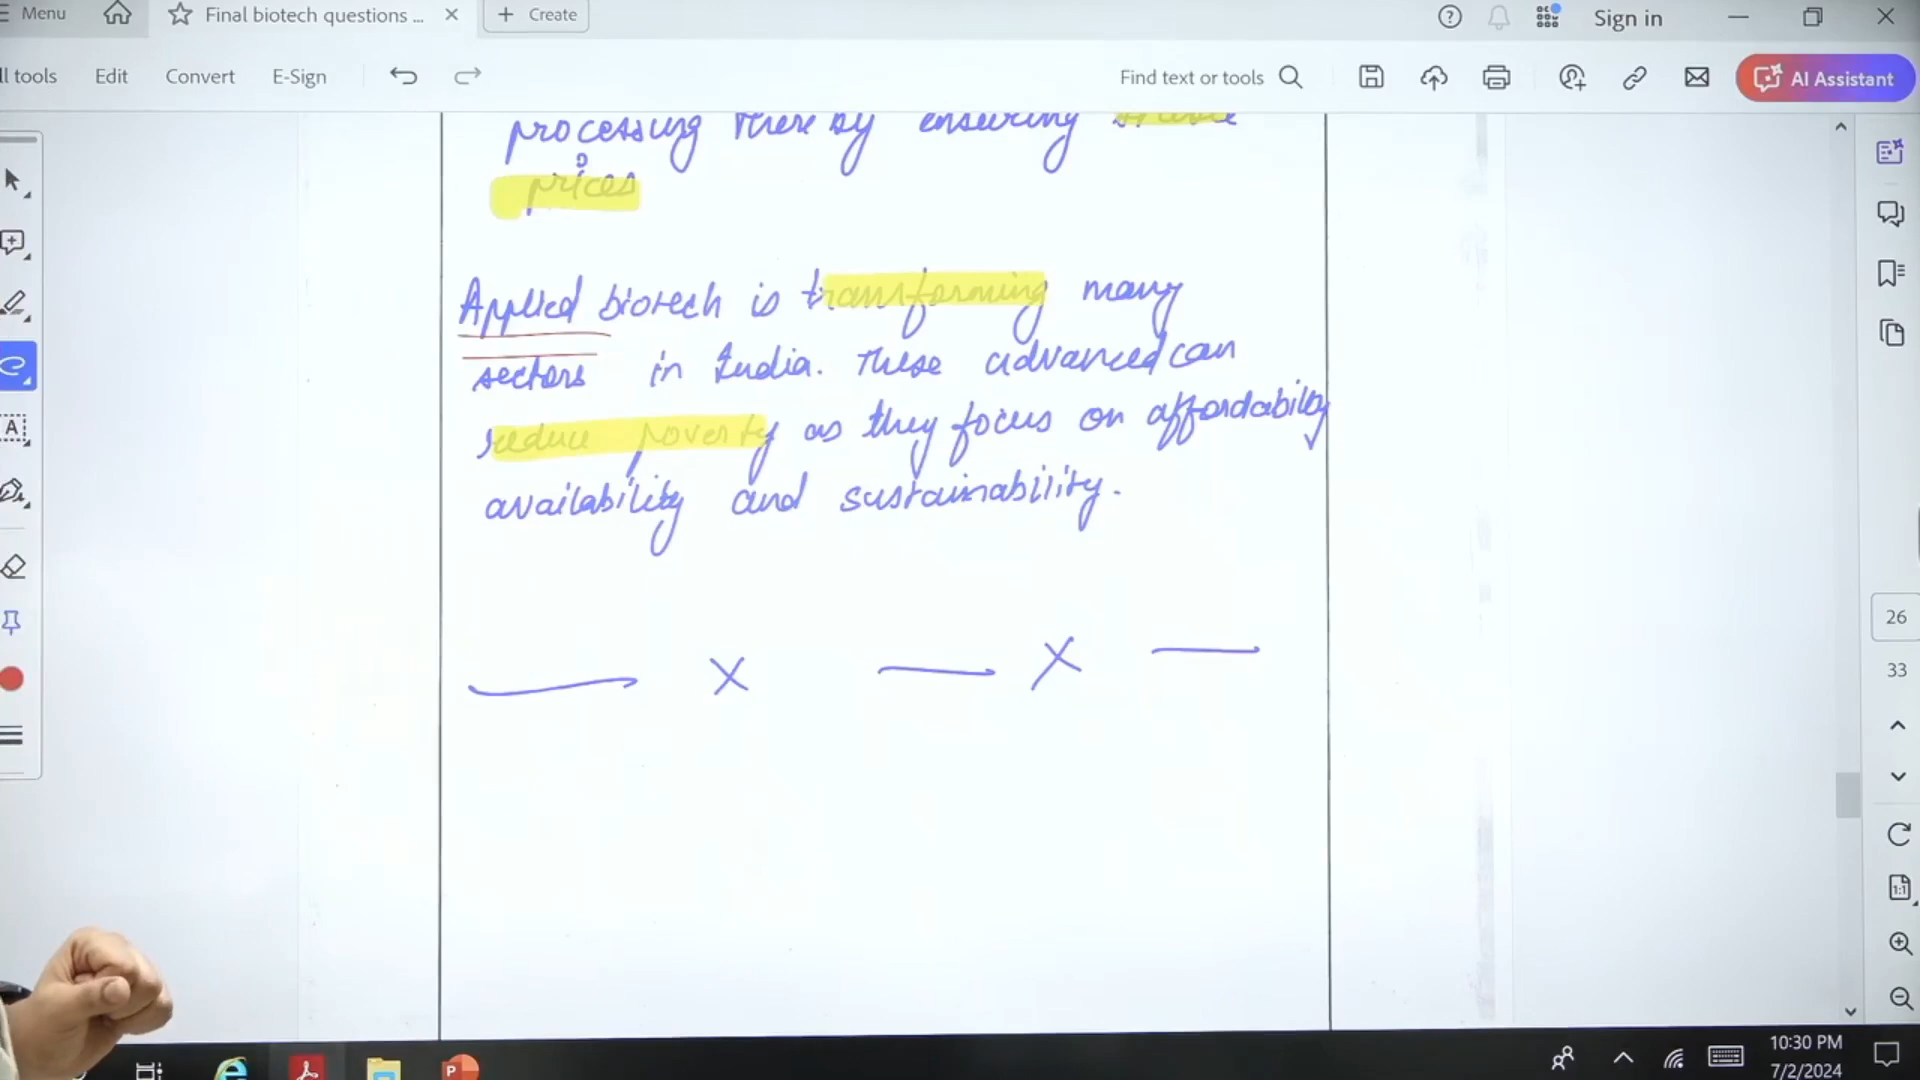 Menu
Final biotech questions ...
Create
Sign in
ll tools
Edit
Convert
E-Sign
Find text or tools
AI Assistant
processing there by ensuring
prices
Applied biotech is transforming many
sectors in India. These advanced can
reduce poverty as they focus on affordability
availability and sustainability.
X X
26
33
1:1
10:30 PM
7/2/2024